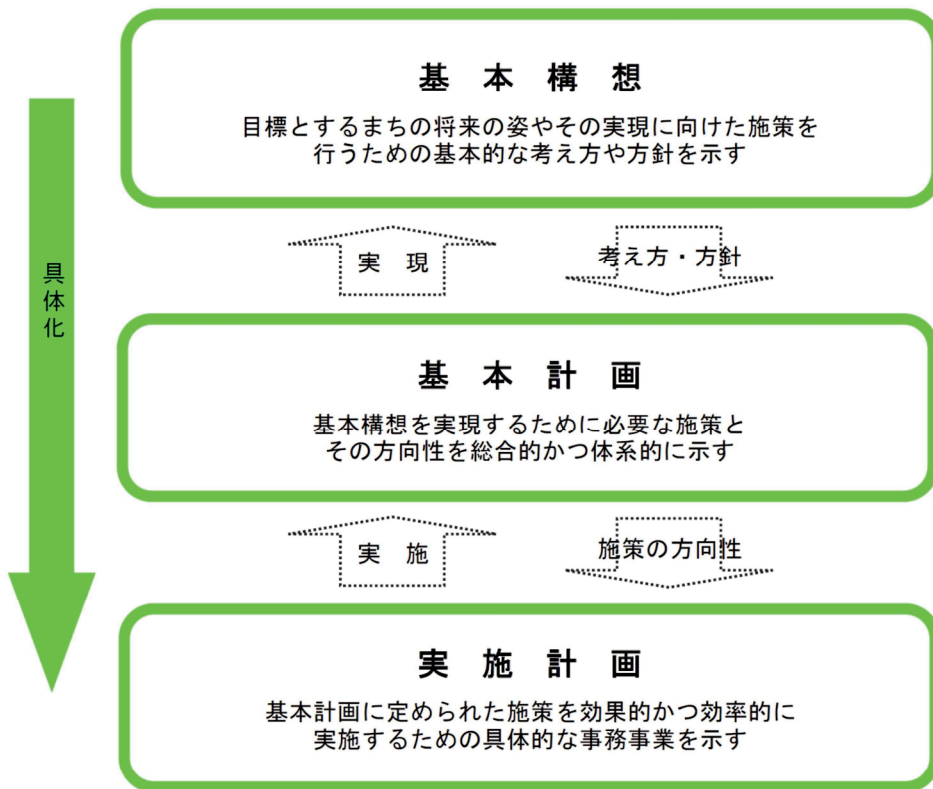 基本構想
目標とするまちの将来の姿やその実現に向けた施策を
行うための基本的な考え方や方針を示す
実現
考え方・方針
具体化
基本計画
基本構想を実現するために必要な施策と
その方向性を総合的かつ体系的に示す
実施
施策の方向性
実施計画
基本計画に定められた施策を効果的かつ効率的に
実施するための具体的な事務事業を示す